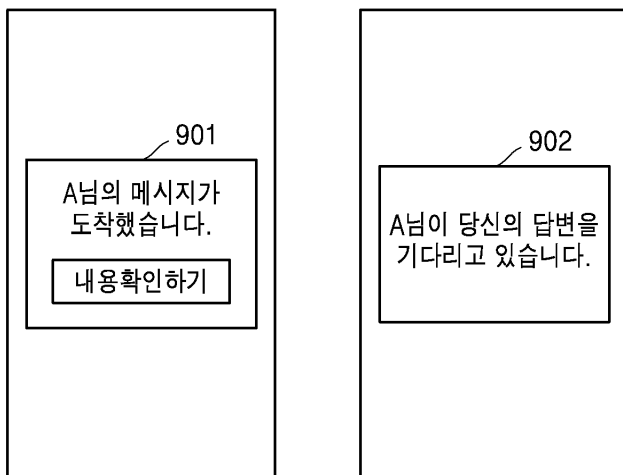 901
A님의 메시지가
도착했습니다.
내용확인하기
902
A님이 당신의 답변을
기다리고 있습니다.